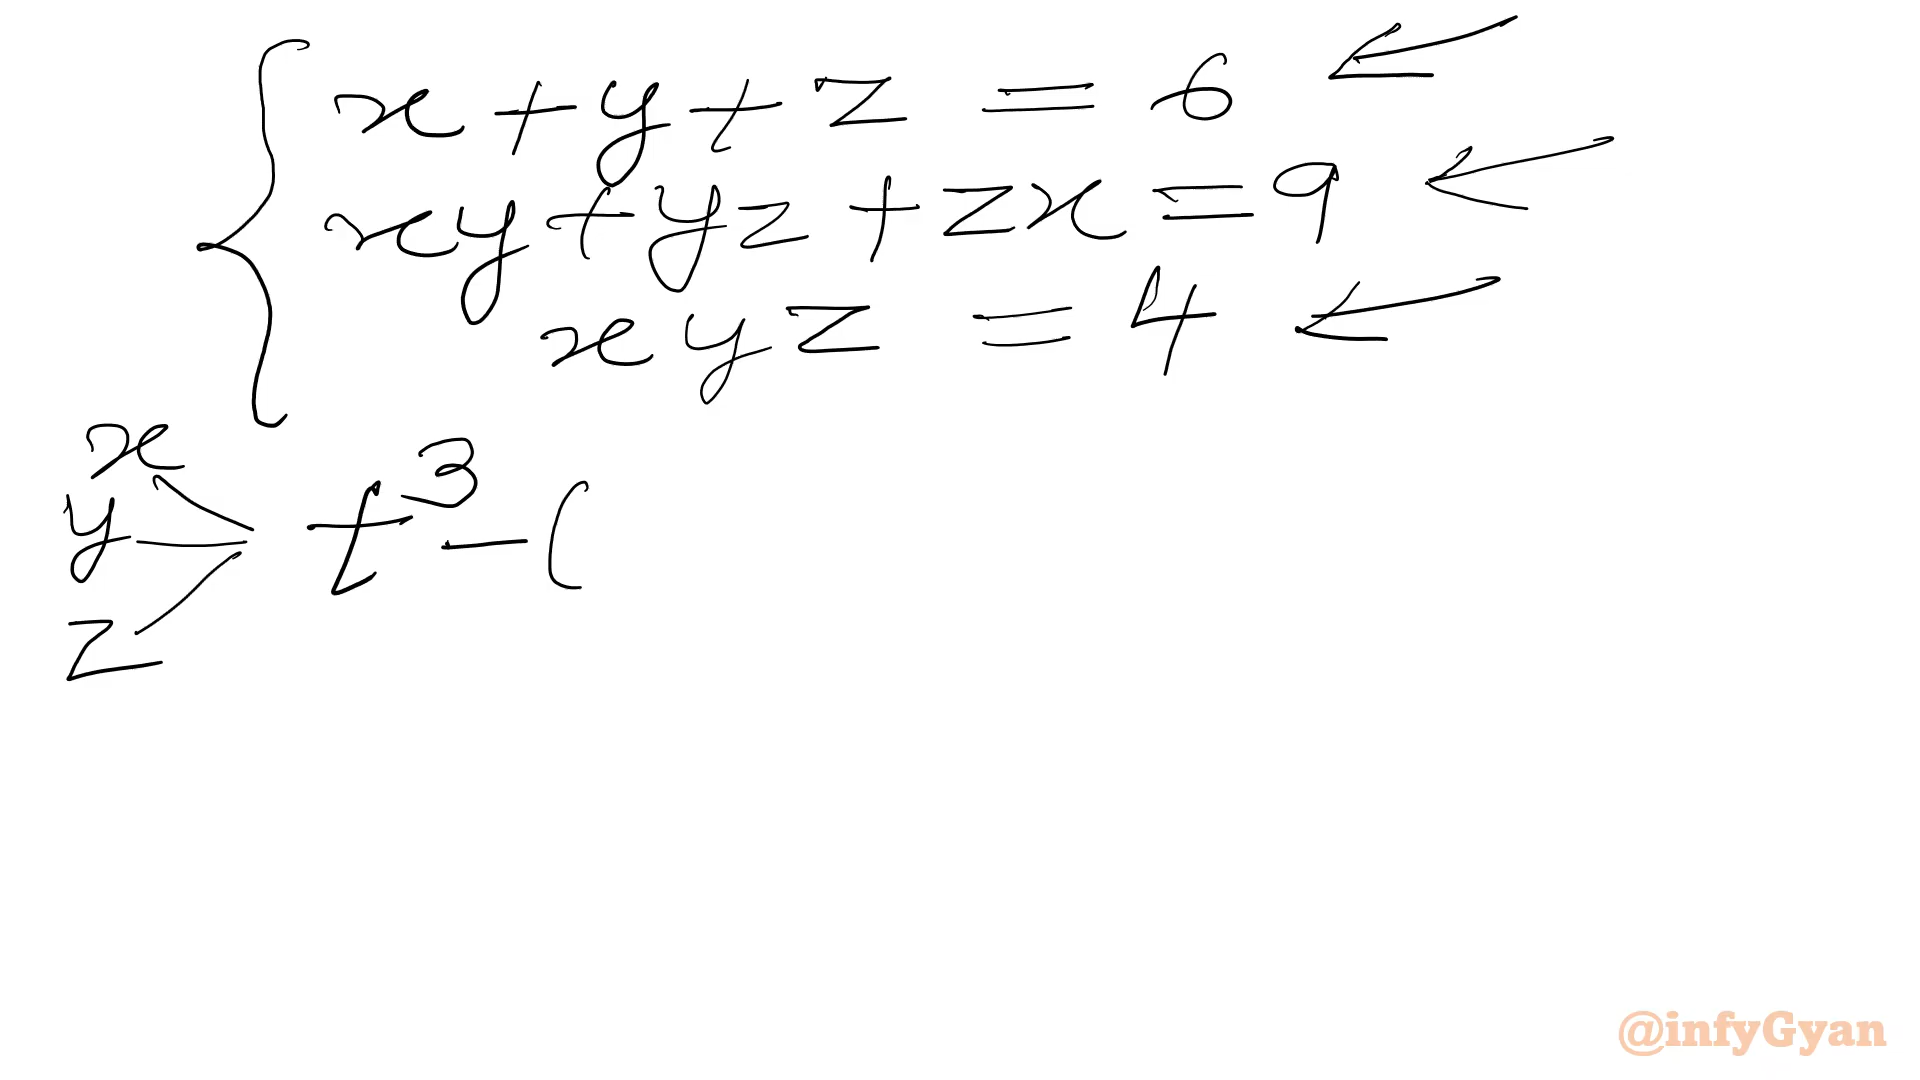 x + y + z = 6
xy + yz + zx = 9
xyz = 4
x
y
z
t³ - (
@infyGyan